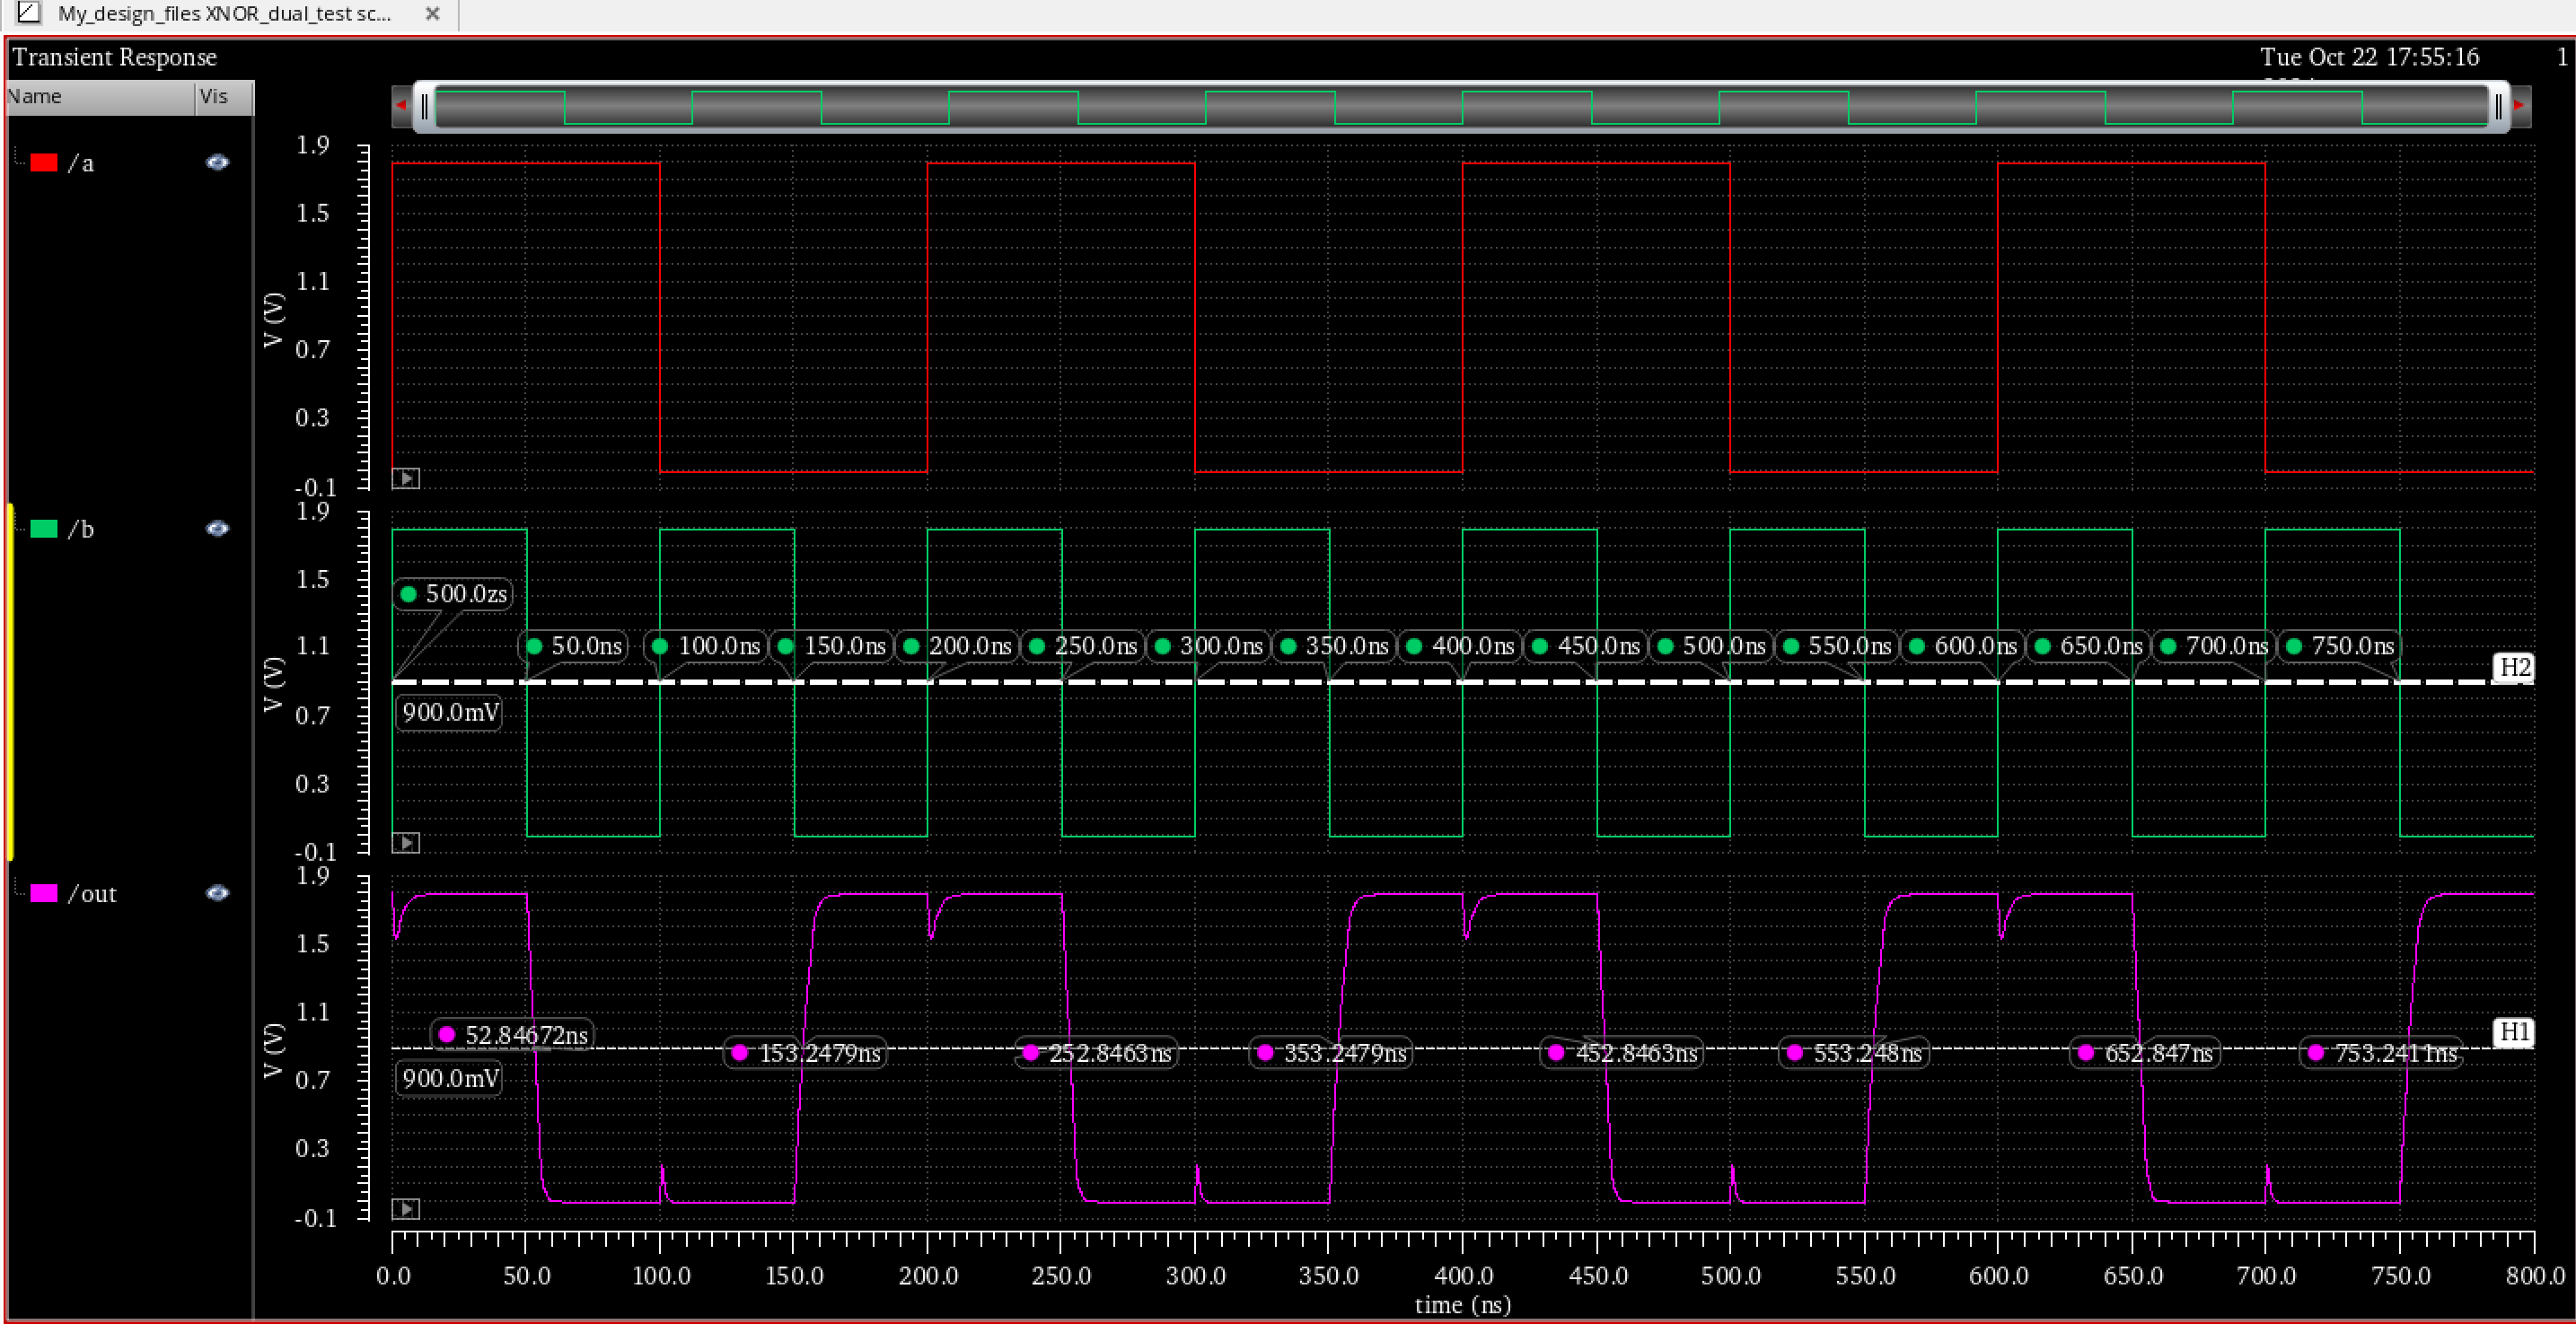 My_design_files XNOR_dual_test sc...
Transient Response
Tue Oct 22 17:55:16 1
Name Vis
/a
1.9
1.5
1.1
0.7
0.3
-0.1
V (V)
/b
1.9
1.5
1.1
0.7
0.3
-0.1
V (V)
500.0zs
50.0ns 100.0ns 150.0ns 200.0ns 250.0ns 300.0ns 350.0ns 400.0ns 450.0ns 500.0ns 550.0ns 600.0ns 650.0ns 700.0ns 750.0ns
H2
900.0mV
/out
1.9
1.5
1.1
0.7
0.3
-0.1
V (V)
H1
52.84672ns 153.2479ns 252.8463ns 353.2479ns 452.8463ns 553.248ns 652.847ns 753.2411ns
900.0mV
0.0 50.0 100.0 150.0 200.0 250.0 300.0 350.0 400.0 450.0 500.0 550.0 600.0 650.0 700.0 750.0 800.0
time (ns)